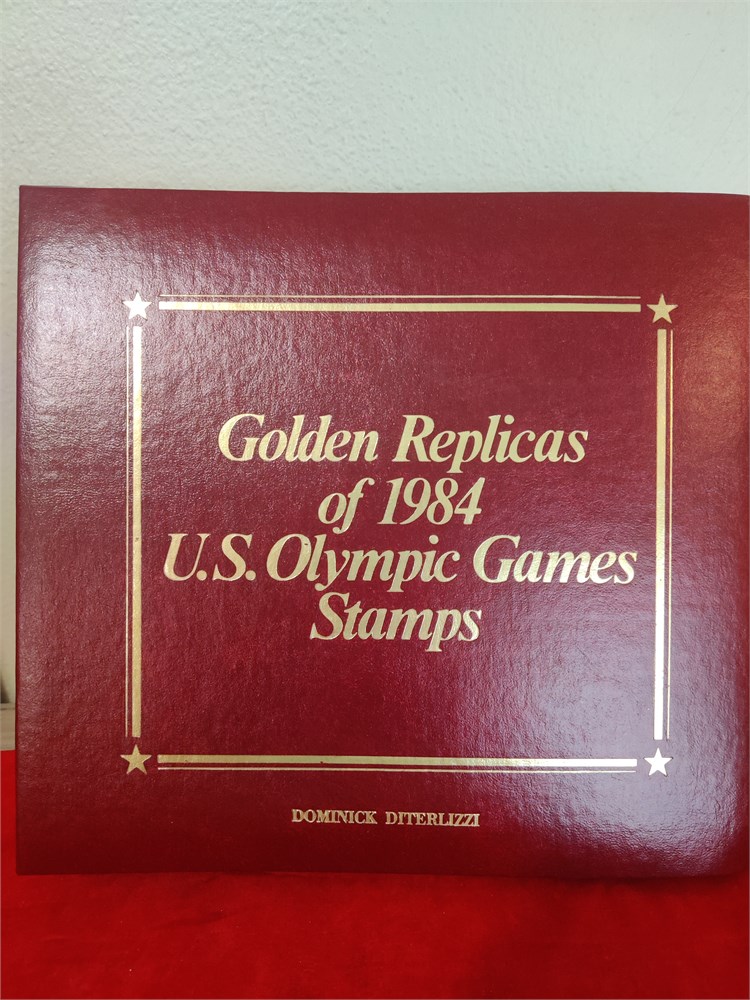 Golden Replicas
of 1984
U.S. Olympic Games
Stamps
DOMINICK DITERLIZZI